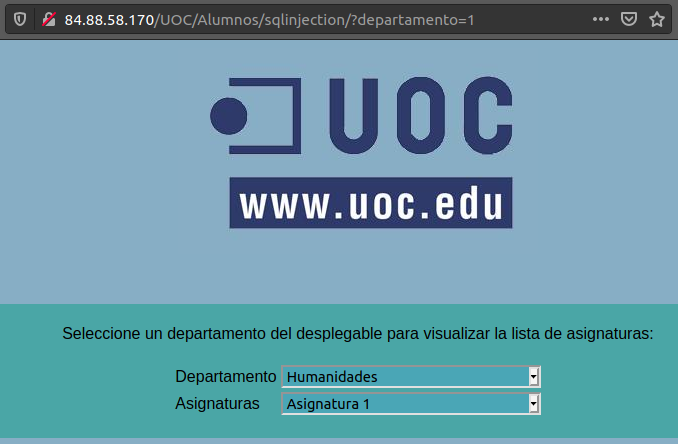 84.88.58.170/UOC/Alumnos/sqlinjection/?departamento=1
UOC
www.uoc.edu
Seleccione un departamento del desplegable para visualizar la lista de asignaturas:
Departamento Humanidades
Asignaturas Asignatura 1